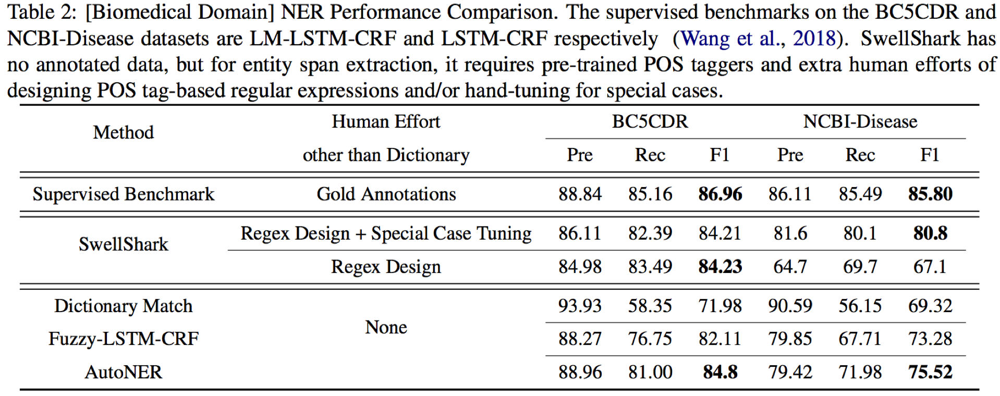 Table 2: [Biomedical Domain] NER Performance Comparison. The supervised benchmarks on the BC5CDR and
NCBI-Disease datasets are LM-LSTM-CRF and LSTM-CRF respectively (Wang et al., 2018). SwellShark has
no annotated data, but for entity span extraction, it requires pre-trained POS taggers and extra human efforts of
designing POS tag-based regular expressions and/or hand-tuning for special cases.
Method Human Effort other than Dictionary BC5CDR NCBI-Disease
Pre Rec F1 Pre Rec F1
Supervised Benchmark Gold Annotations 88.84 85.16 86.96 86.11 85.49 85.80
SwellShark Regex Design + Special Case Tuning 86.11 82.39 84.21 81.6 80.1 80.8
Regex Design 84.98 83.49 84.23 64.7 69.7 67.1
Dictionary Match None 93.93 58.35 71.98 90.59 56.15 69.32
Fuzzy-LSTM-CRF 88.27 76.75 82.11 79.85 67.71 73.28
AutoNER 88.96 81.00 84.8 79.42 71.98 75.52